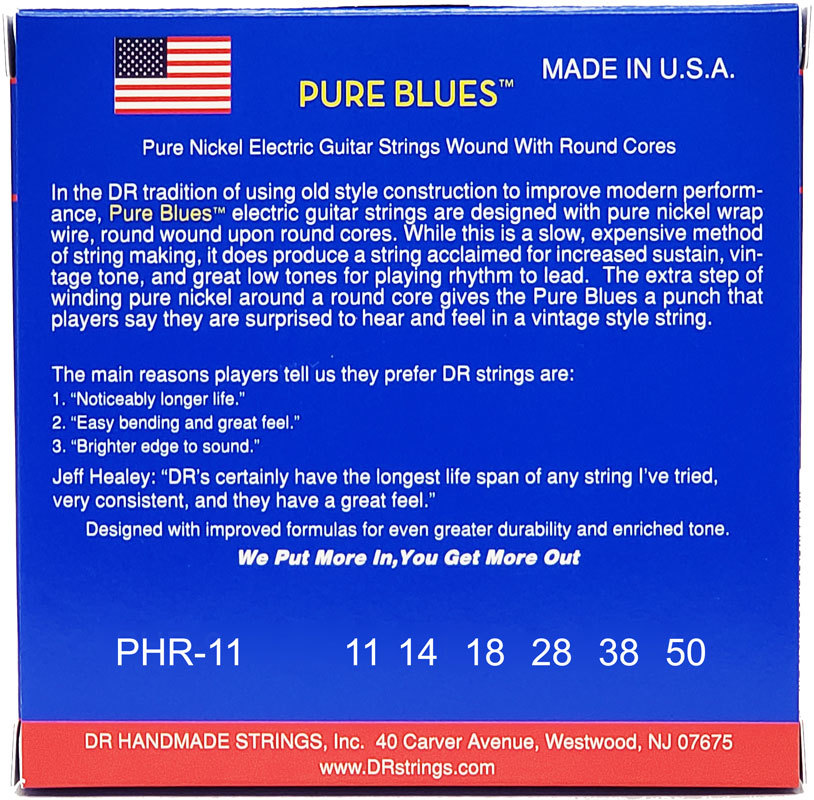 PURE BLUES™
MADE IN U.S.A.
Pure Nickel Electric Guitar Strings Wound With Round Cores
In the DR tradition of using old style construction to improve modern perform-
ance, Pure Blues™ electric guitar strings are designed with pure nickel wrap
wire, round wound upon round cores. While this is a slow, expensive method
of string making, it does produce a string acclaimed for increased sustain, vin-
tage tone, and great low tones for playing rhythm to lead. The extra step of
winding pure nickel around a round core gives the Pure Blues a punch that
players say they are surprised to hear and feel in a vintage style string.
The main reasons players tell us they prefer DR strings are:
1. “Noticeably longer life.”
2. “Easy bending and great feel.”
3. “Brighter edge to sound.”
Jeff Healey: “DR’s certainly have the longest life span of any string I’ve tried,
very consistent, and they have a great feel.”
Designed with improved formulas for even greater durability and enriched tone.
We Put More In,You Get More Out
PHR-11 11 14 18 28 38 50
DR HANDMADE STRINGS, Inc. 40 Carver Avenue, Westwood, NJ 07675
www.DRstrings.com